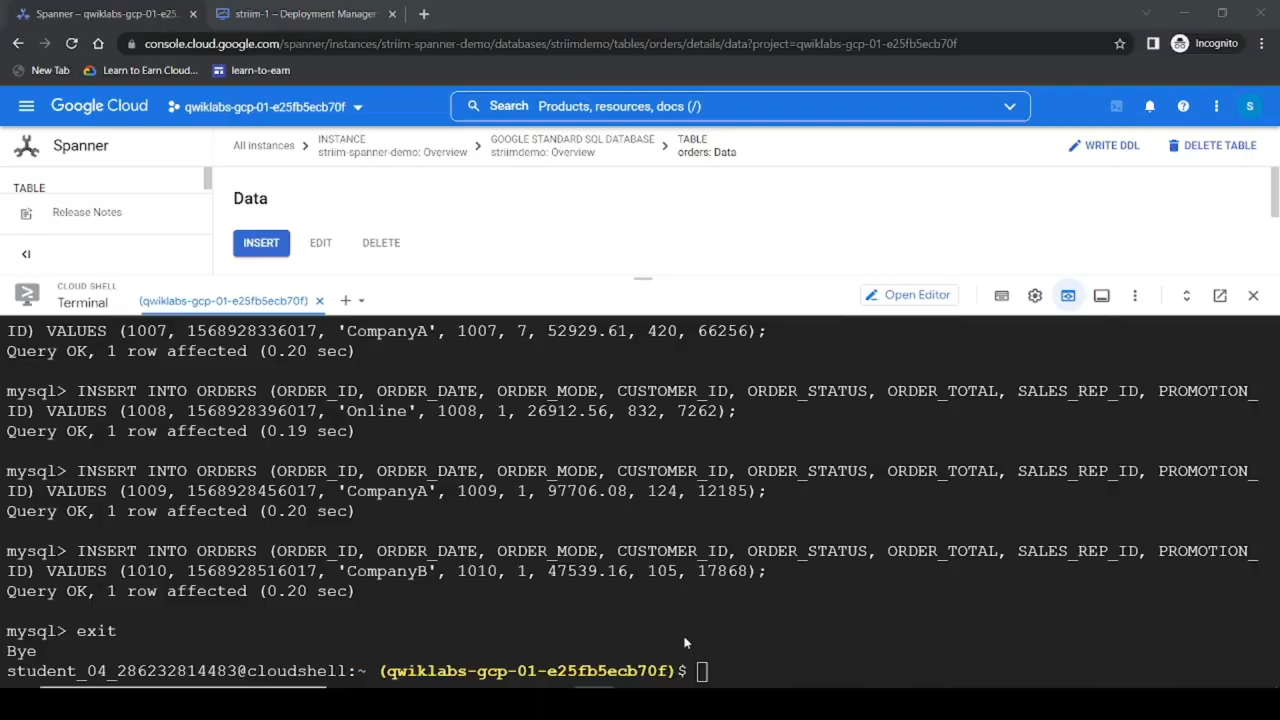 Spanner – qwiklabs-gcp-01-e25... striim-1 – Deployment Manager
console.cloud.google.com/spanner/instances/striim-spanner-demo/databases/striimdemo/tables/orders/details/data?project=qwiklabs-gcp-01-e25fb5ecb70f Incognito
New Tab Learn to Earn Cloud... learn-to-earn
Google Cloud qwiklabs-gcp-01-e25fb5ecb70f Search Products, resources, docs (/) S
Spanner All instances INSTANCE GOOGLE STANDARD SQL DATABASE TABLE WRITE DDL DELETE TABLE
striim-spanner-demo: Overview striimdemo: Overview orders: Data
TABLE
Release Notes
Data
INSERT EDIT DELETE
CLOUD SHELL
Terminal (qwiklabs-gcp-01-e25fb5ecb70f) Open Editor
ID) VALUES (1007, 1568928336017, 'CompanyA', 1007, 7, 52929.61, 420, 66256);
Query OK, 1 row affected (0.20 sec)
mysql> INSERT INTO ORDERS (ORDER_ID, ORDER_DATE, ORDER_MODE, CUSTOMER_ID, ORDER_STATUS, ORDER_TOTAL, SALES_REP_ID, PROMOTION_
ID) VALUES (1008, 1568928396017, 'Online', 1008, 1, 26912.56, 832, 7262);
Query OK, 1 row affected (0.19 sec)
mysql> INSERT INTO ORDERS (ORDER_ID, ORDER_DATE, ORDER_MODE, CUSTOMER_ID, ORDER_STATUS, ORDER_TOTAL, SALES_REP_ID, PROMOTION_
ID) VALUES (1009, 1568928456017, 'CompanyA', 1009, 1, 97706.08, 124, 12185);
Query OK, 1 row affected (0.20 sec)
mysql> INSERT INTO ORDERS (ORDER_ID, ORDER_DATE, ORDER_MODE, CUSTOMER_ID, ORDER_STATUS, ORDER_TOTAL, SALES_REP_ID, PROMOTION_
ID) VALUES (1010, 1568928516017, 'CompanyB', 1010, 1, 47539.16, 105, 17868);
Query OK, 1 row affected (0.20 sec)
mysql> exit
Bye
student_04_286232814483@cloudshell:~ (qwiklabs-gcp-01-e25fb5ecb70f)$